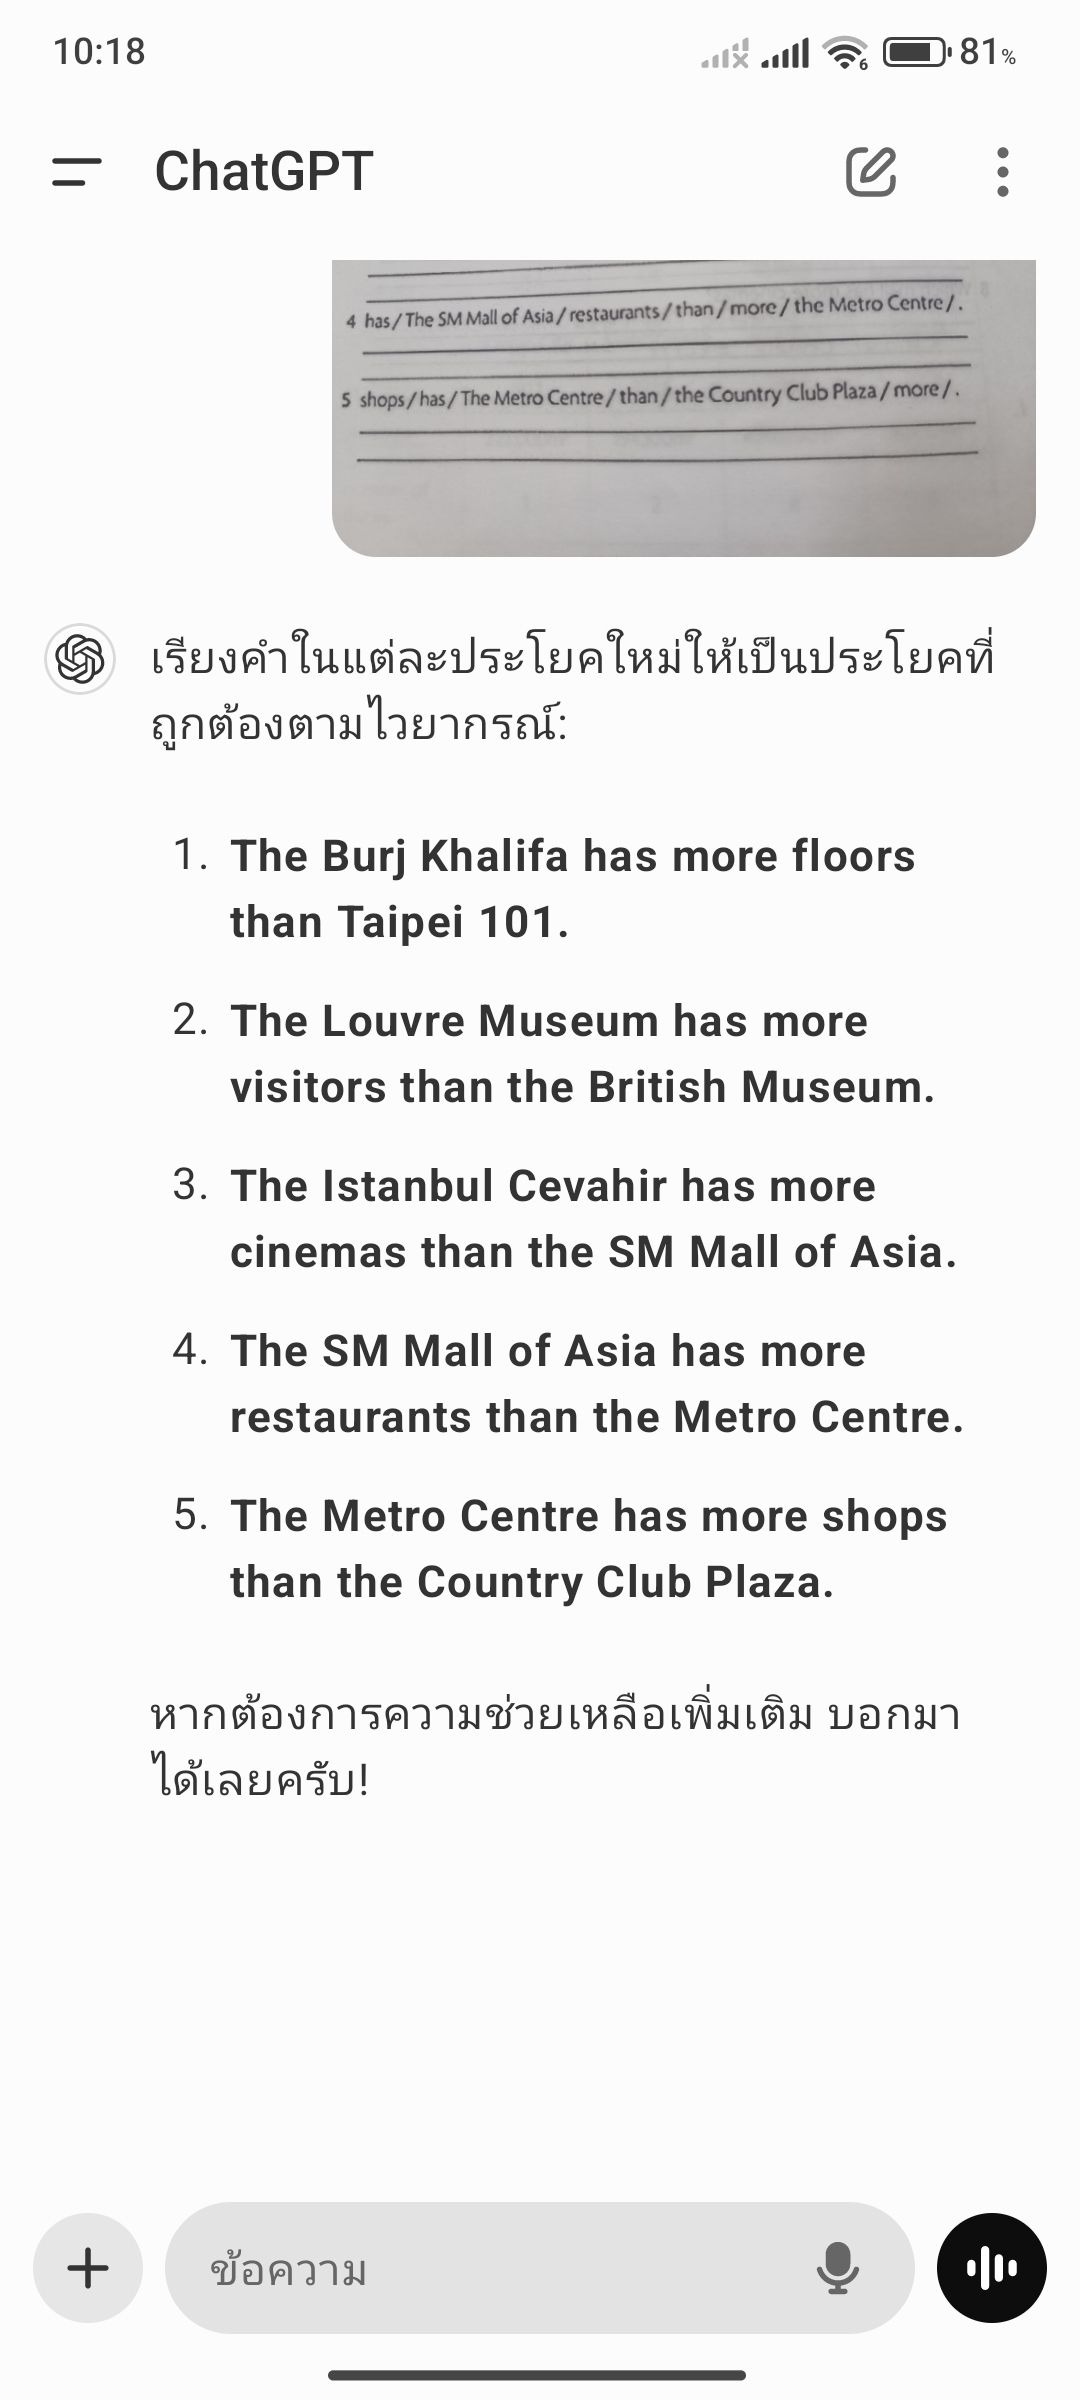 10:18
6
81%
ChatGPT
4 has / The SM Mall of Asia / restaurants / than / more / the Metro Centre / .
5 shops / has / The Metro Centre / than / the Country Club Plaza / more / .
เรียงคำในแต่ละประโยคใหม่ให้เป็นประโยคที่
ถูกต้องตามไวยากรณ์:
1. The Burj Khalifa has more floors
than Taipei 101.
2. The Louvre Museum has more
visitors than the British Museum.
3. The Istanbul Cevahir has more
cinemas than the SM Mall of Asia.
4. The SM Mall of Asia has more
restaurants than the Metro Centre.
5. The Metro Centre has more shops
than the Country Club Plaza.
หากต้องการความช่วยเหลือเพิ่มเติม บอกมา
ได้เลยครับ!
ข้อความ